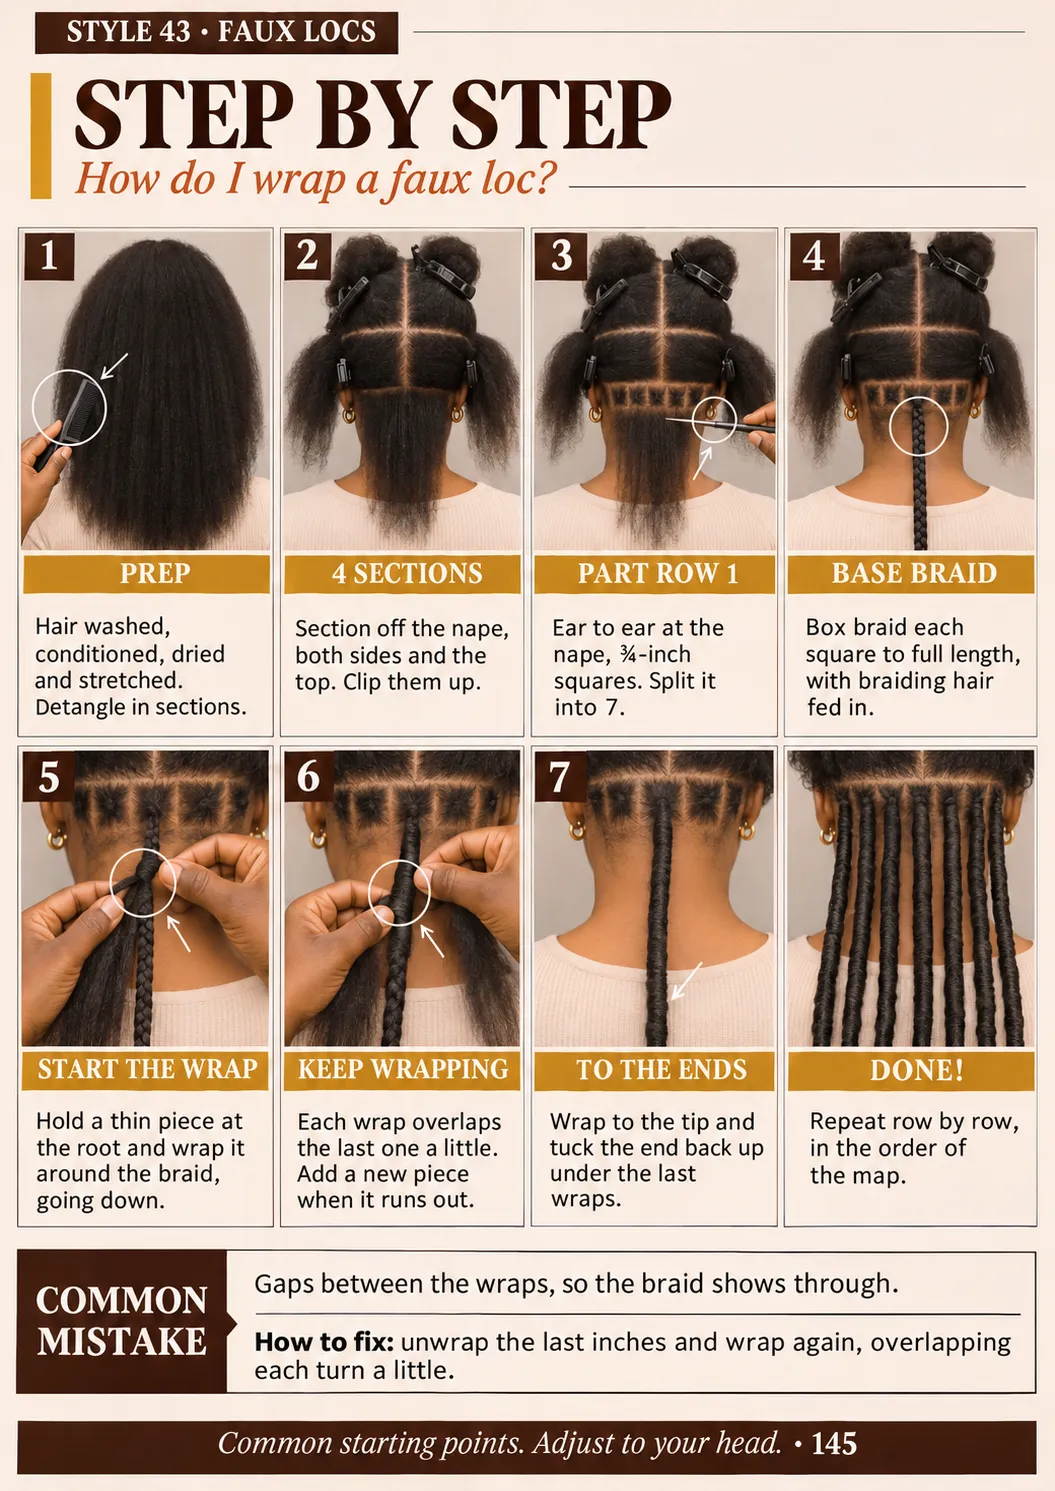 STYLE 43 • FAUX LOCS
STEP BY STEP
How do I wrap a faux loc?
1
PREP
Hair washed,
conditioned, dried
and stretched.
Detangle in sections.
2
4 SECTIONS
Section off the nape,
both sides and the
top. Clip them up.
3
PART ROW 1
Ear to ear at the
nape, ¾-inch
squares. Split it
into 7.
4
BASE BRAID
Box braid each
square to full length,
with braiding hair
fed in.
5
START THE WRAP
Hold a thin piece at
the root and wrap it
around the braid,
going down.
6
KEEP WRAPPING
Each wrap overlaps
the last one a little.
Add a new piece
when it runs out.
7
TO THE ENDS
Wrap to the tip and
tuck the end back up
under the last
wraps.
DONE!
Repeat row by row,
in the order of
the map.
COMMON
MISTAKE
Gaps between the wraps, so the braid shows through.
How to fix: unwrap the last inches and wrap again, overlapping
each turn a little.
Common starting points. Adjust to your head. • 145